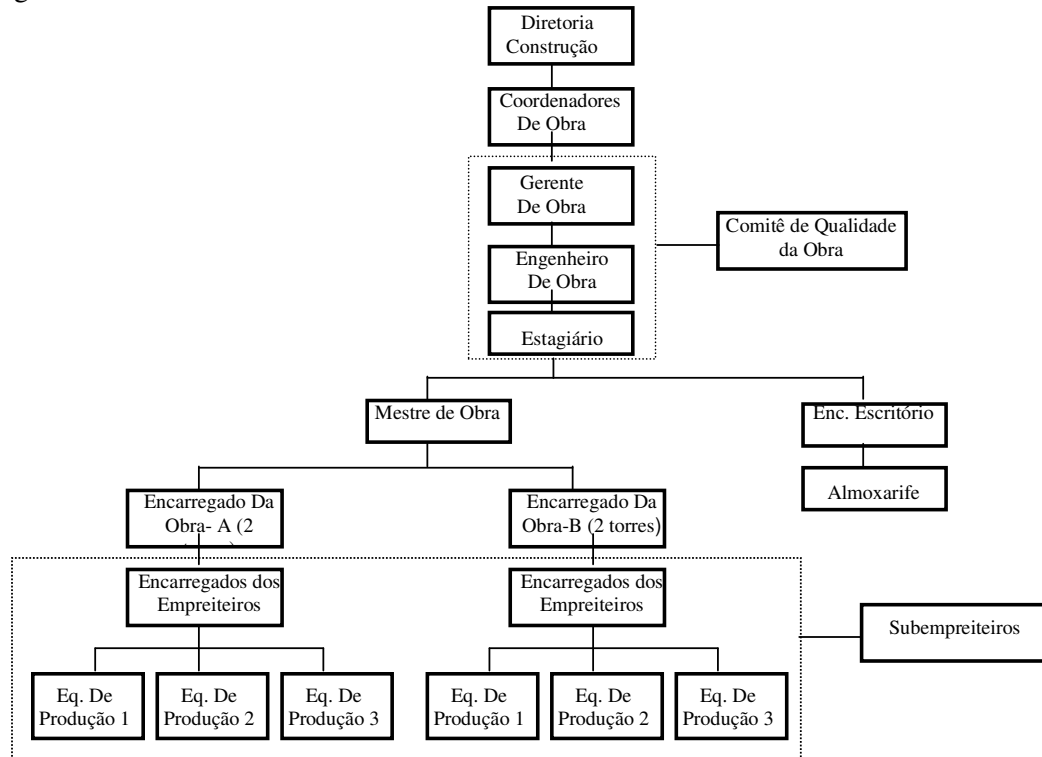 Diretoria
Construção
Coordenadores
De Obra
Gerente
De Obra
Comitê de Qualidade
da Obra
Engenheiro
De Obra
Estagiário
Mestre de Obra
Enc. Escritório
Almoxarife
Encarregado Da
Obra- A (2
Encarregado Da
Obra-B (2 torres)
Encarregados dos
Empreiteiros
Encarregados dos
Empreiteiros
Subempreiteiros
Eq. De
Produção 1
Eq. De
Produção 2
Eq. De
Produção 3
Eq. De
Produção 1
Eq. De
Produção 2
Eq. De
Produção 3